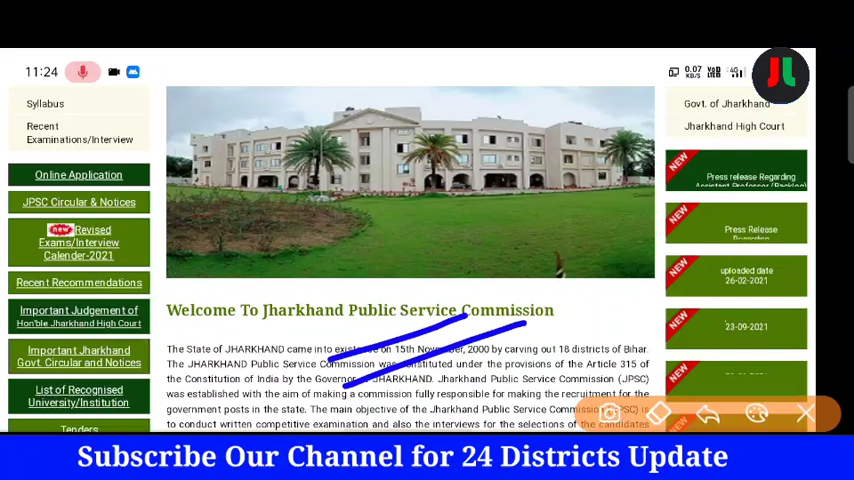 11:24
0.07
KB/S
4G
Syllabus
Recent
Examinations/Interview
Online Application
JPSC Circular & Notices
new Revised
Exams/Interview
Calender-2021
Recent Recommendations
Important Judgement of
Hon'ble Jharkhand High Court
Important Jharkhand
Govt. Circular and Notices
List of Recognised
University/Institution
Tenders
Welcome To Jharkhand Public Service Commission
The State of JHARKHAND came into existence on 15th November, 2000 by carving out 18 districts of Bihar.
The JHARKHAND Public Service Commission was constituted under the provisions of the Article 315 of
the Constitution of India by the Governor of JHARKHAND. Jharkhand Public Service Commission (JPSC)
was established with the aim of making a commission fully responsible for making the recruitment for the
government posts in the state. The main objective of the Jharkhand Public Service Commission (JPSC) is
to conduct written competitive examination and also the interviews for the selections of the candidates
Govt. of Jharkhand
Jharkhand High Court
NEW
Press release Regarding
Assistant Professor (Backlog)
NEW
Press Release
NEW
uploaded date
26-02-2021
NEW
23-09-2021
NEW
JL
Subscribe Our Channel for 24 Districts Update